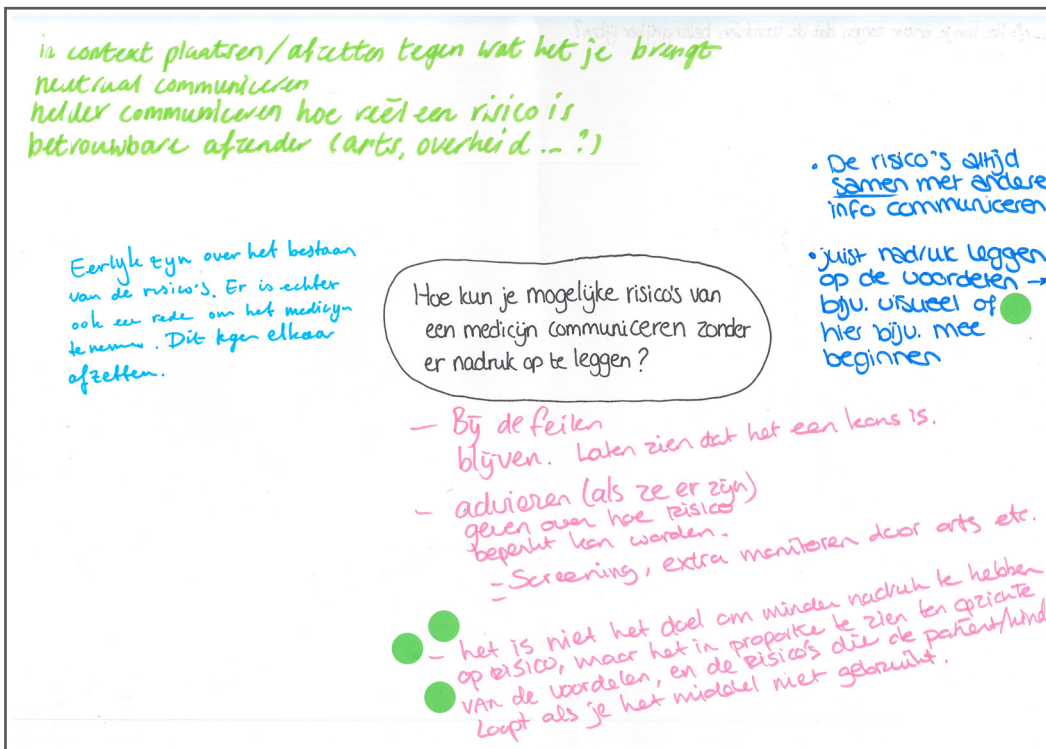 in context plaatsen/afzetten tegen wat het je brengt
neutraal communiceren
helder communiceren hoe reëel een risico is
betrouwbare afzender (arts, overheid ... ?)
• De risico's altijd
samen met andere
info communiceren
• juist nadruk leggen
op de voordelen →
bijv. visueel of
hier bijv. mee
beginnen
Eerlijk zijn over het bestaan
van de risico's. Er is echter
ook een rede om het medicijn
te nemen. Dit tegen elkaar
afzetten.
Hoe kun je mogelijke risico's van
een medicijn communiceren zonder
er nadruk op te leggen?
– Bij de feiten
blijven. Laten zien dat het een kans is.
– adviezen (als ze er zijn)
geven over hoe risico
beperkt kan worden.
= Screening, extra monitoren door arts etc.
– het is niet het doel om minder nadruk te hebben
op risico, maar het in proportie te zien ten opzichte
van de voordelen, en de risico's die de patient/kind
loopt als je het middel niet gebruikt.